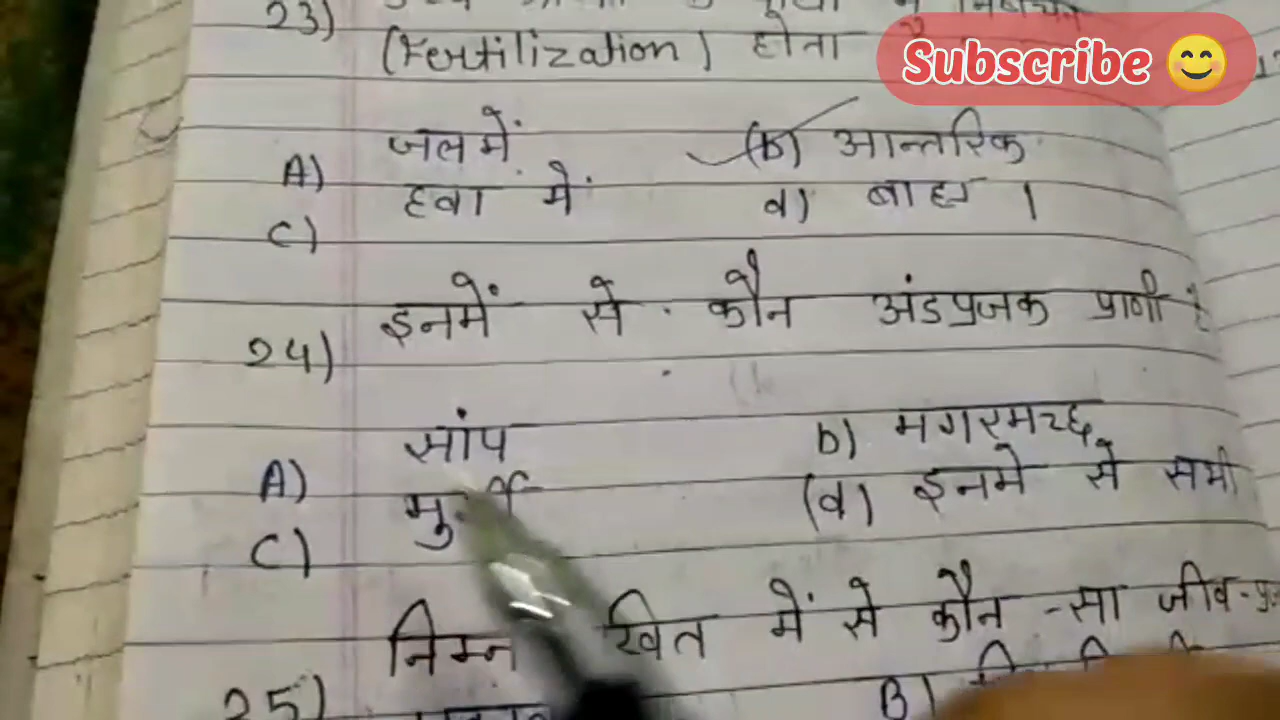 23)
(Fertilization) होता
Subscribe 😊
A) जल में (b) आन्तरिक
C) हवा में d) बाह्य ।
24) इनमें से कौन अंडप्रजक प्राणी है
A) सांप b) मगरमच्छ
C) (d) इनमे से सभी
25) निम्न खित में से कौन -सा जीव-
B)